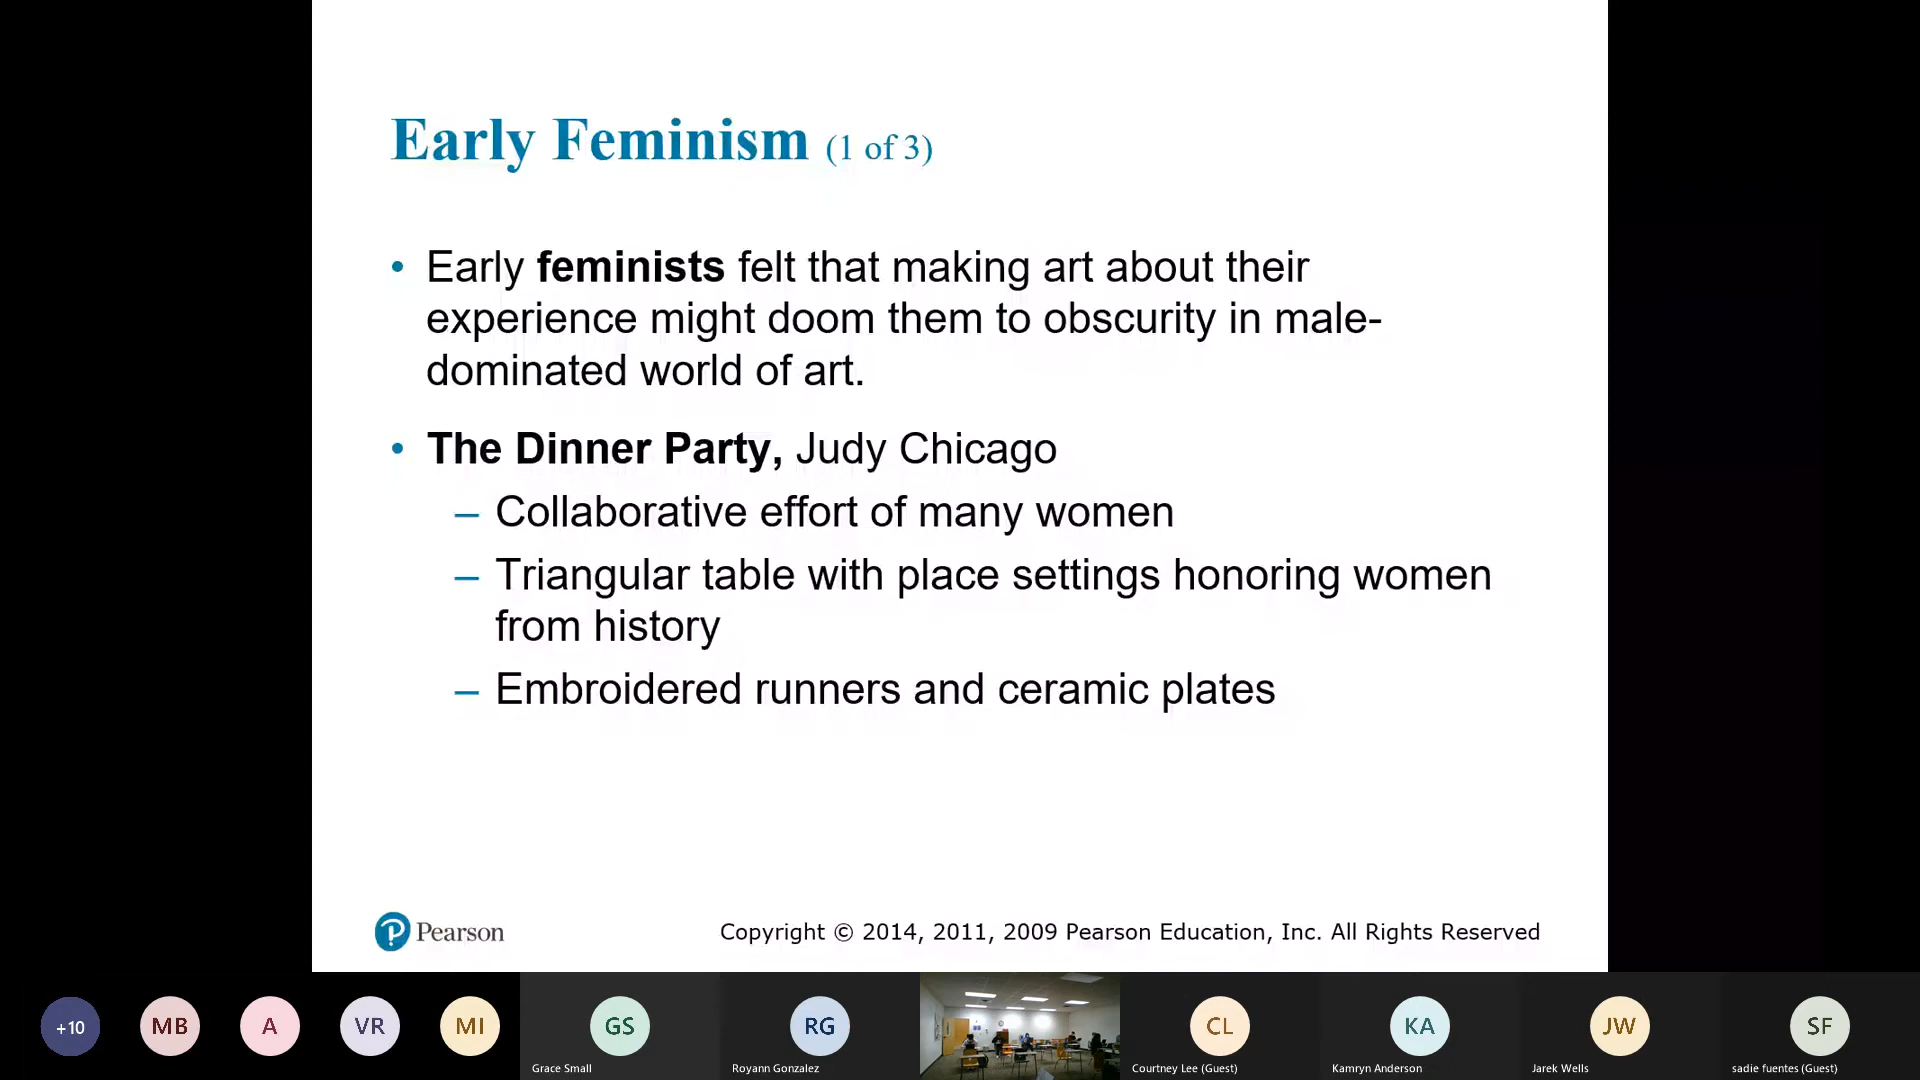 Early Feminism (1 of 3)
• Early feminists felt that making art about their
experience might doom them to obscurity in male-
dominated world of art.
• The Dinner Party, Judy Chicago
– Collaborative effort of many women
– Triangular table with place settings honoring women
from history
– Embroidered runners and ceramic plates
Pearson
Copyright © 2014, 2011, 2009 Pearson Education, Inc. All Rights Reserved
+10
MB
A
VR
MI
GS
RG
CL
KA
JW
SF
Grace Small
Royann Gonzalez
Courtney Lee (Guest)
Kamryn Anderson
Jarek Wells
sadie fuentes (Guest)